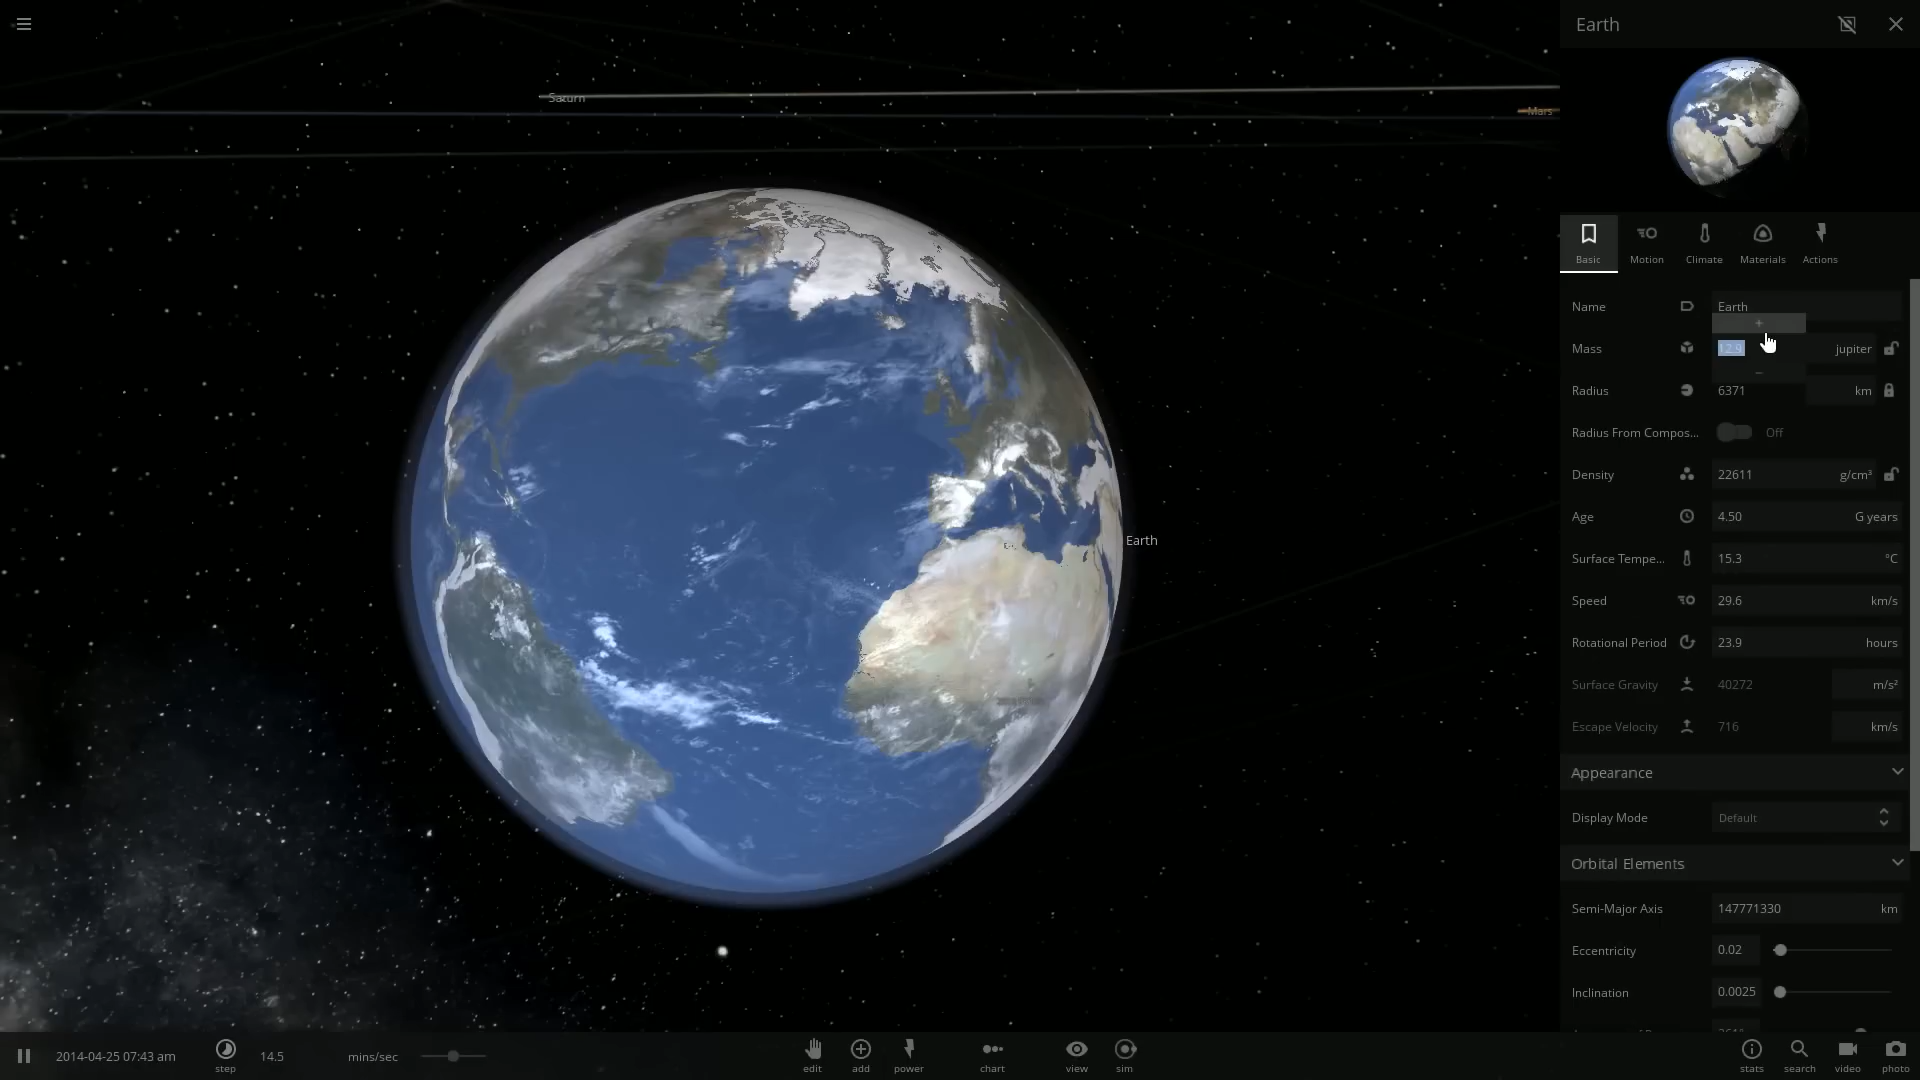 Earth
Saturn
Mars
Basic
Motion
Climate
Materials
Actions
Name Earth
+
Mass 12.9 jupiter
−
Radius 6371 km
Radius From Compos... Off
Density 22611 g/cm³
Earth
Age 4.50 G years
Surface Tempe... 15.3 °C
Speed 29.6 km/s
Rotational Period 23.9 hours
Surface Gravity 40272 m/s²
Escape Velocity 716 km/s
Appearance
Display Mode Default
Orbital Elements
Semi-Major Axis 147771330 km
Eccentricity 0.02
Inclination 0.0025
2014-04-25 07:43 am
step
14.5 mins/sec
edit
add
power
chart
view
sim
stats
search
video
photo